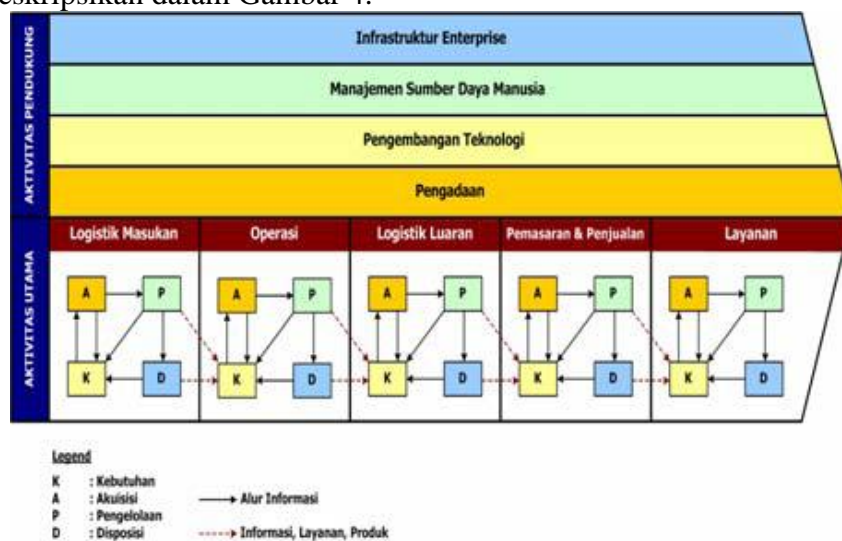 eskripsikan dalam Gambar 4.
AKTIVITAS PENDUKUNG
Infrastruktur Enterprise
Manajemen Sumber Daya Manusia
Pengembangan Teknologi
Pengadaan
AKTIVITAS UTAMA
Logistik Masukan
Operasi
Logistik Luaran
Pemasaran & Penjualan
Layanan
A P
K D
A P
K D
A P
K D
A P
K D
A P
K D
Legend
K : Kebutuhan
A : Akuisisi
P : Pengelolaan
D : Disposisi
Alur Informasi
Informasi, Layanan, Produk